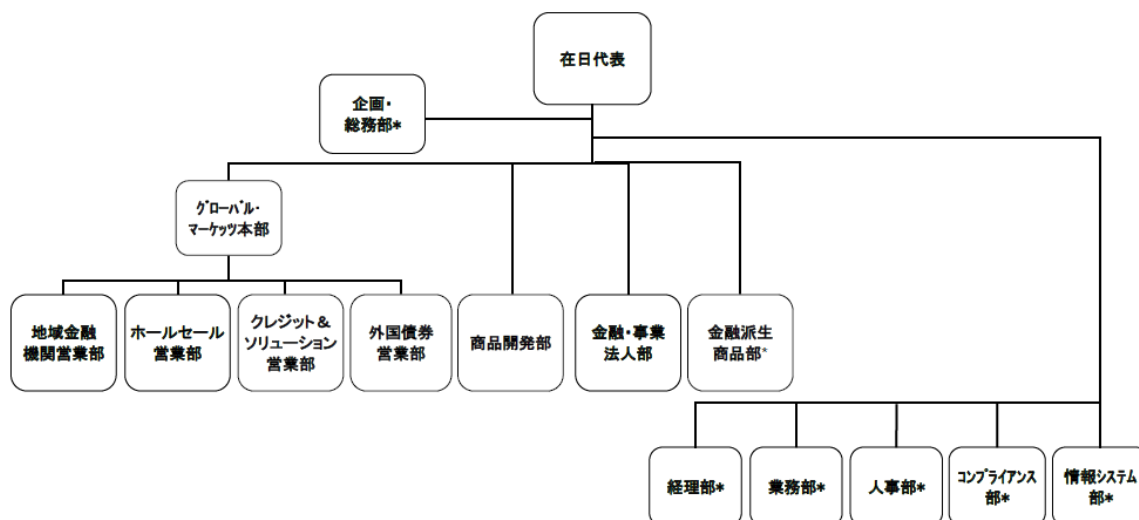 在日代表
企画・
総務部*
ｸﾞﾛｰﾊﾞﾙ・
マーケッツ本部
地域金融
機関営業部
ホールセール
営業部
クレジット＆
ソリューション
営業部
外国債券
営業部
商品開発部
金融・事業
法人部
金融派生
商品部*
経理部*
業務部*
人事部*
ｺﾝﾌﾟﾗｲｱﾝｽ
部*
情報システム
部*